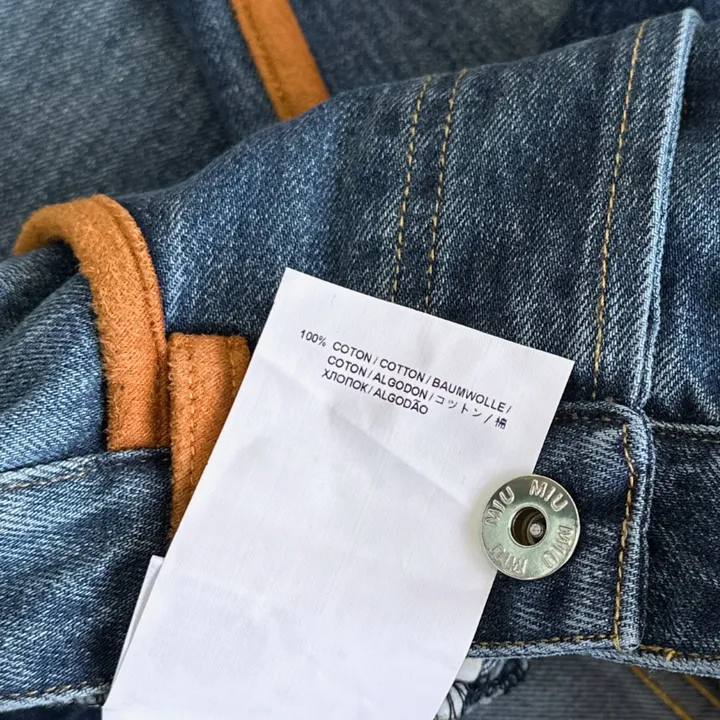 100% COTON / COTTON / BAUMWOLLE /
COTON / ALGODON / コットン / 棉
ХЛОПОК / ALGODÃO
MIU MIU
MIU MIU